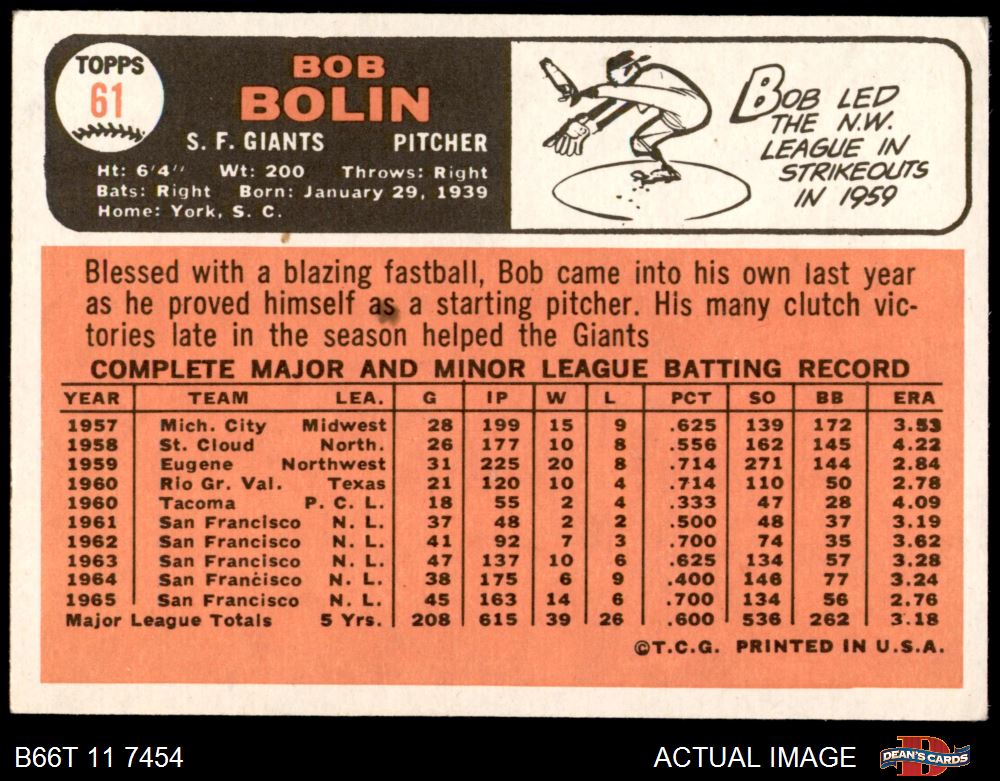 TOPPS
61
BOB
BOLIN
S. F. GIANTS PITCHER
Ht: 6'4" Wt: 200 Throws: Right
Bats: Right Born: January 29, 1939
Home: York, S. C.
BOB LED
THE N.W.
LEAGUE IN
STRIKEOUTS
IN 1959
Blessed with a blazing fastball, Bob came into his own last year
as he proved himself as a starting pitcher. His many clutch vic-
tories late in the season helped the Giants
COMPLETE MAJOR AND MINOR LEAGUE BATTING RECORD
YEAR TEAM LEA. G IP W L PCT SO BB ERA
1957 Mich. City Midwest 28 199 15 9 .625 139 172 3.53
1958 St. Cloud North. 26 177 10 8 .556 162 145 4.22
1959 Eugene Northwest 31 225 20 8 .714 271 144 2.84
1960 Rio Gr. Val. Texas 21 120 10 4 .714 110 50 2.78
1960 Tacoma P. C. L. 18 55 2 4 .333 47 28 4.09
1961 San Francisco N. L. 37 48 2 2 .500 48 37 3.19
1962 San Francisco N. L. 41 92 7 3 .700 74 35 3.62
1963 San Francisco N. L. 47 137 10 6 .625 134 57 3.28
1964 San Francisco N. L. 38 175 6 9 .400 146 77 3.24
1965 San Francisco N. L. 45 163 14 6 .700 134 56 2.76
Major League Totals 5 Yrs. 208 615 39 26 .600 536 262 3.18
©T.C.G. PRINTED IN U.S.A.
B66T 11 7454 ACTUAL IMAGE DEAN'S CARDS